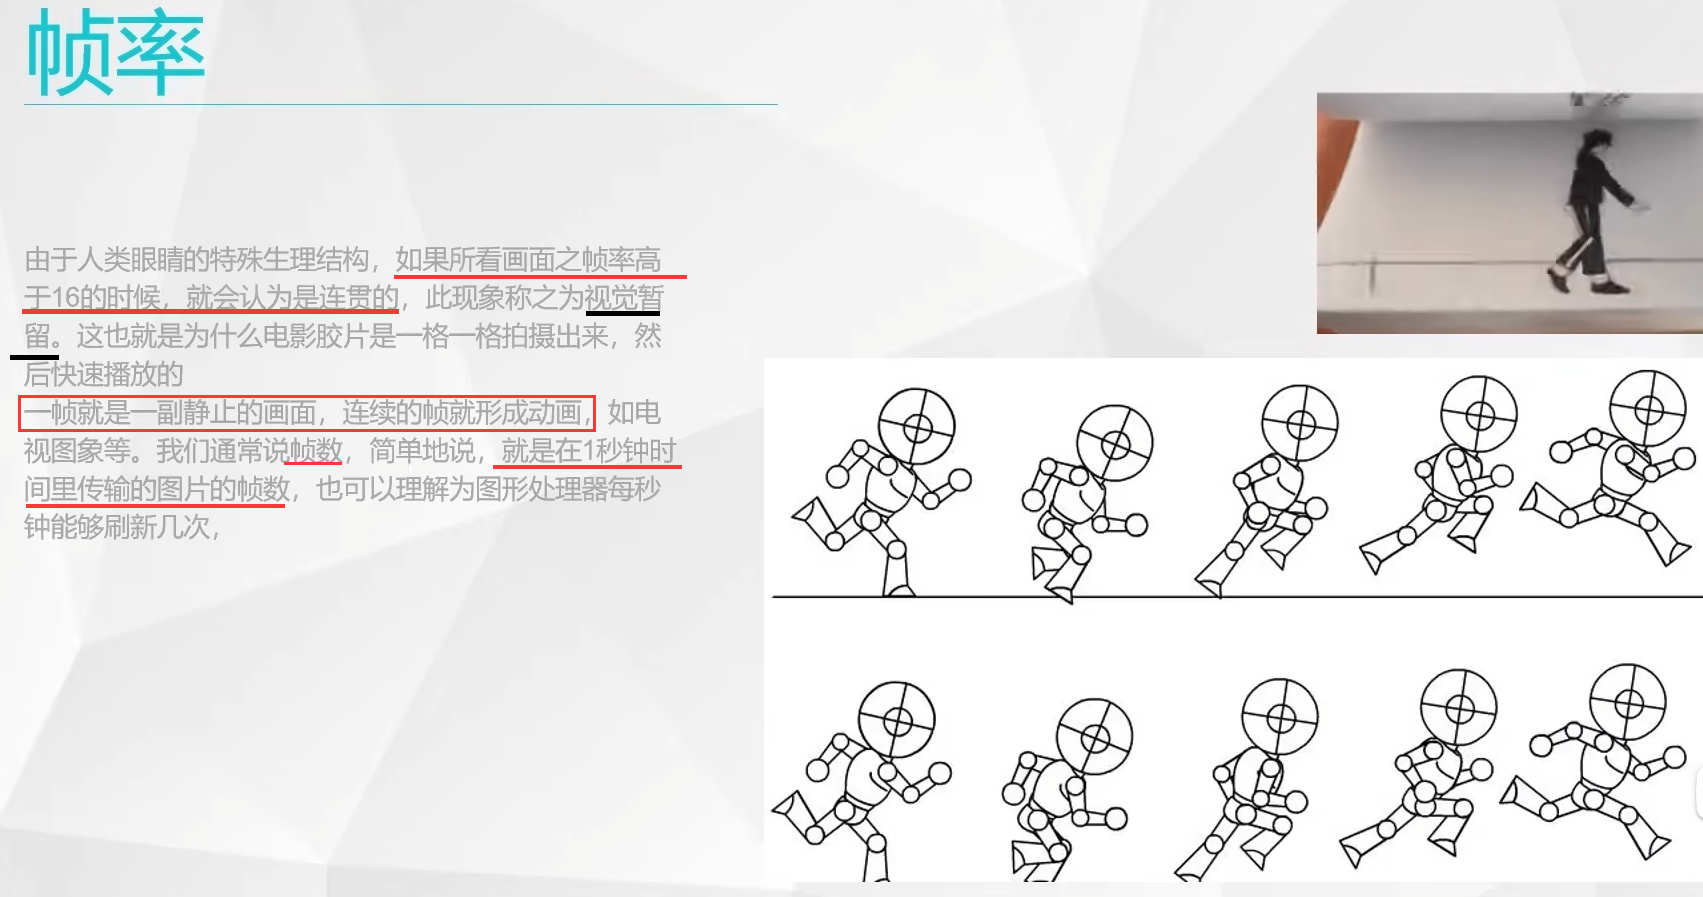 帧率
由于人类眼睛的特殊生理结构，如果所看画面之帧率高
于16的时候，就会认为是连贯的，此现象称之为视觉暂
留。这也就是为什么电影胶片是一格一格拍摄出来，然
后快速播放的
一帧就是一副静止的画面，连续的帧就形成动画，如电
视图象等。我们通常说帧数，简单地说，就是在1秒钟时
间里传输的图片的帧数，也可以理解为图形处理器每秒
钟能够刷新几次，